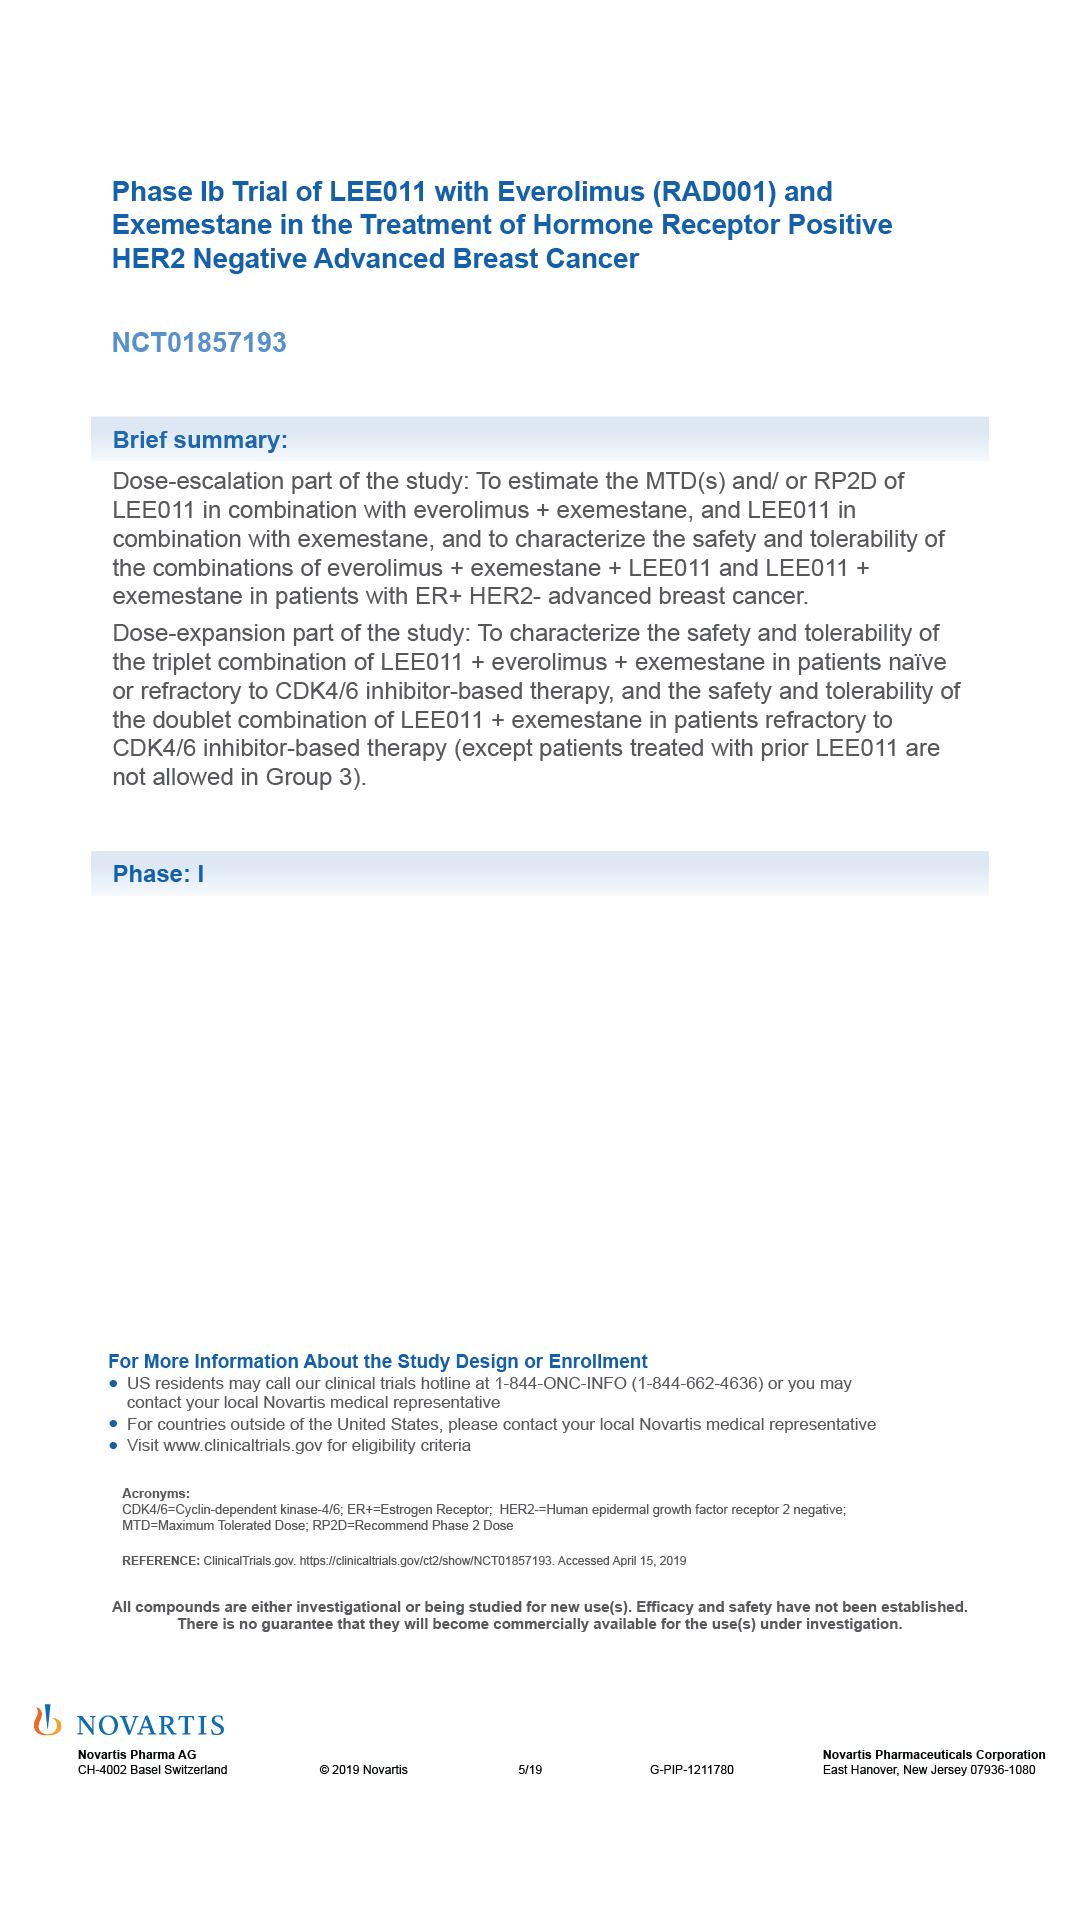 Phase Ib Trial of LEE011 with Everolimus (RAD001) and
Exemestane in the Treatment of Hormone Receptor Positive
HER2 Negative Advanced Breast Cancer
NCT01857193
Brief summary:
Dose-escalation part of the study: To estimate the MTD(s) and/ or RP2D of
LEE011 in combination with everolimus + exemestane, and LEE011 in
combination with exemestane, and to characterize the safety and tolerability of
the combinations of everolimus + exemestane + LEE011 and LEE011 +
exemestane in patients with ER+ HER2- advanced breast cancer.
Dose-expansion part of the study: To characterize the safety and tolerability of
the triplet combination of LEE011 + everolimus + exemestane in patients naïve
or refractory to CDK4/6 inhibitor-based therapy, and the safety and tolerability of
the doublet combination of LEE011 + exemestane in patients refractory to
CDK4/6 inhibitor-based therapy (except patients treated with prior LEE011 are
not allowed in Group 3).
Phase: I
For More Information About the Study Design or Enrollment
• US residents may call our clinical trials hotline at 1-844-ONC-INFO (1-844-662-4636) or you may
contact your local Novartis medical representative
• For countries outside of the United States, please contact your local Novartis medical representative
• Visit www.clinicaltrials.gov for eligibility criteria
Acronyms:
CDK4/6=Cyclin-dependent kinase-4/6; ER+=Estrogen Receptor; HER2-=Human epidermal growth factor receptor 2 negative;
MTD=Maximum Tolerated Dose; RP2D=Recommend Phase 2 Dose
REFERENCE: ClinicalTrials.gov. https://clinicaltrials.gov/ct2/show/NCT01857193. Accessed April 15, 2019
All compounds are either investigational or being studied for new use(s). Efficacy and safety have not been established.
There is no guarantee that they will become commercially available for the use(s) under investigation.
NOVARTIS
Novartis Pharma AG Novartis Pharmaceuticals Corporation
CH-4002 Basel Switzerland © 2019 Novartis 5/19 G-PIP-1211780 East Hanover, New Jersey 07936-1080